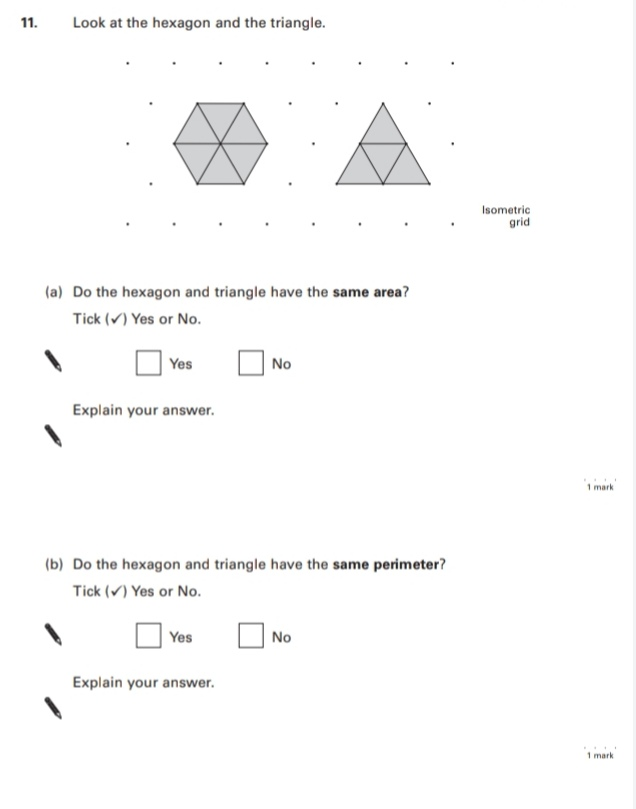 11. Look at the hexagon and the triangle.
Isometric
grid
(a) Do the hexagon and triangle have the same area?
Tick (✓) Yes or No.
Yes No
Explain your answer.
1 mark
(b) Do the hexagon and triangle have the same perimeter?
Tick (✓) Yes or No.
Yes No
Explain your answer.
1 mark